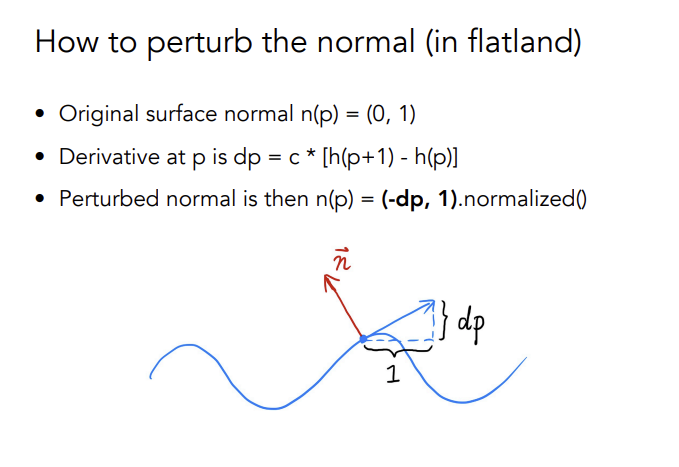 How to perturb the normal (in flatland)
• Original surface normal n(p) = (0, 1)
• Derivative at p is dp = c * [h(p+1) - h(p)]
• Perturbed normal is then n(p) = (-dp, 1).normalized()
n⃗
} dp
1